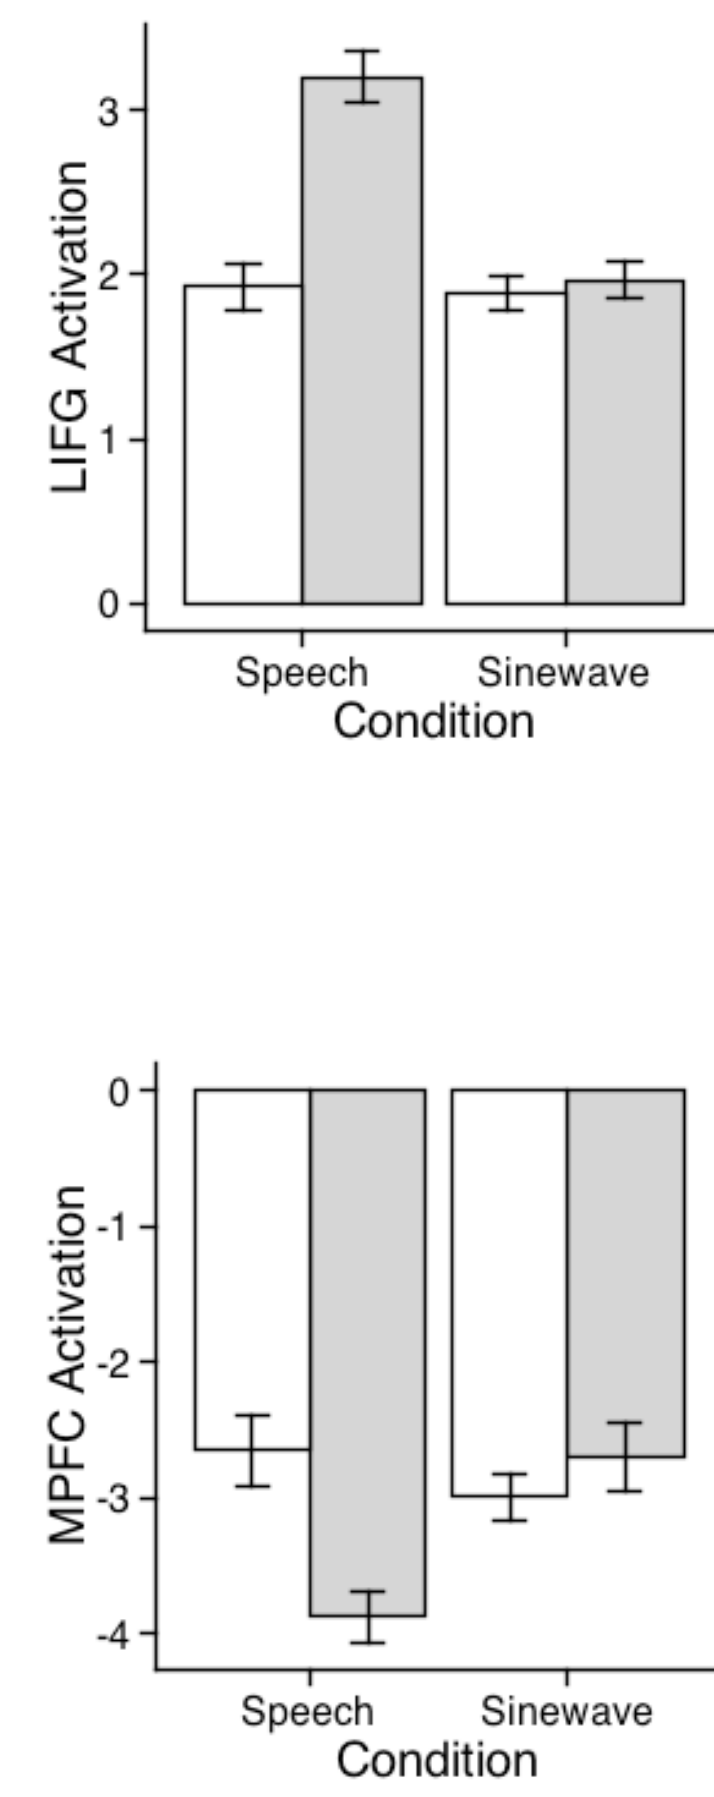 LIFG Activation
3
2
1
0
Speech Sinewave
Condition
MPFC Activation
0
-1
-2
-3
-4
Speech Sinewave
Condition